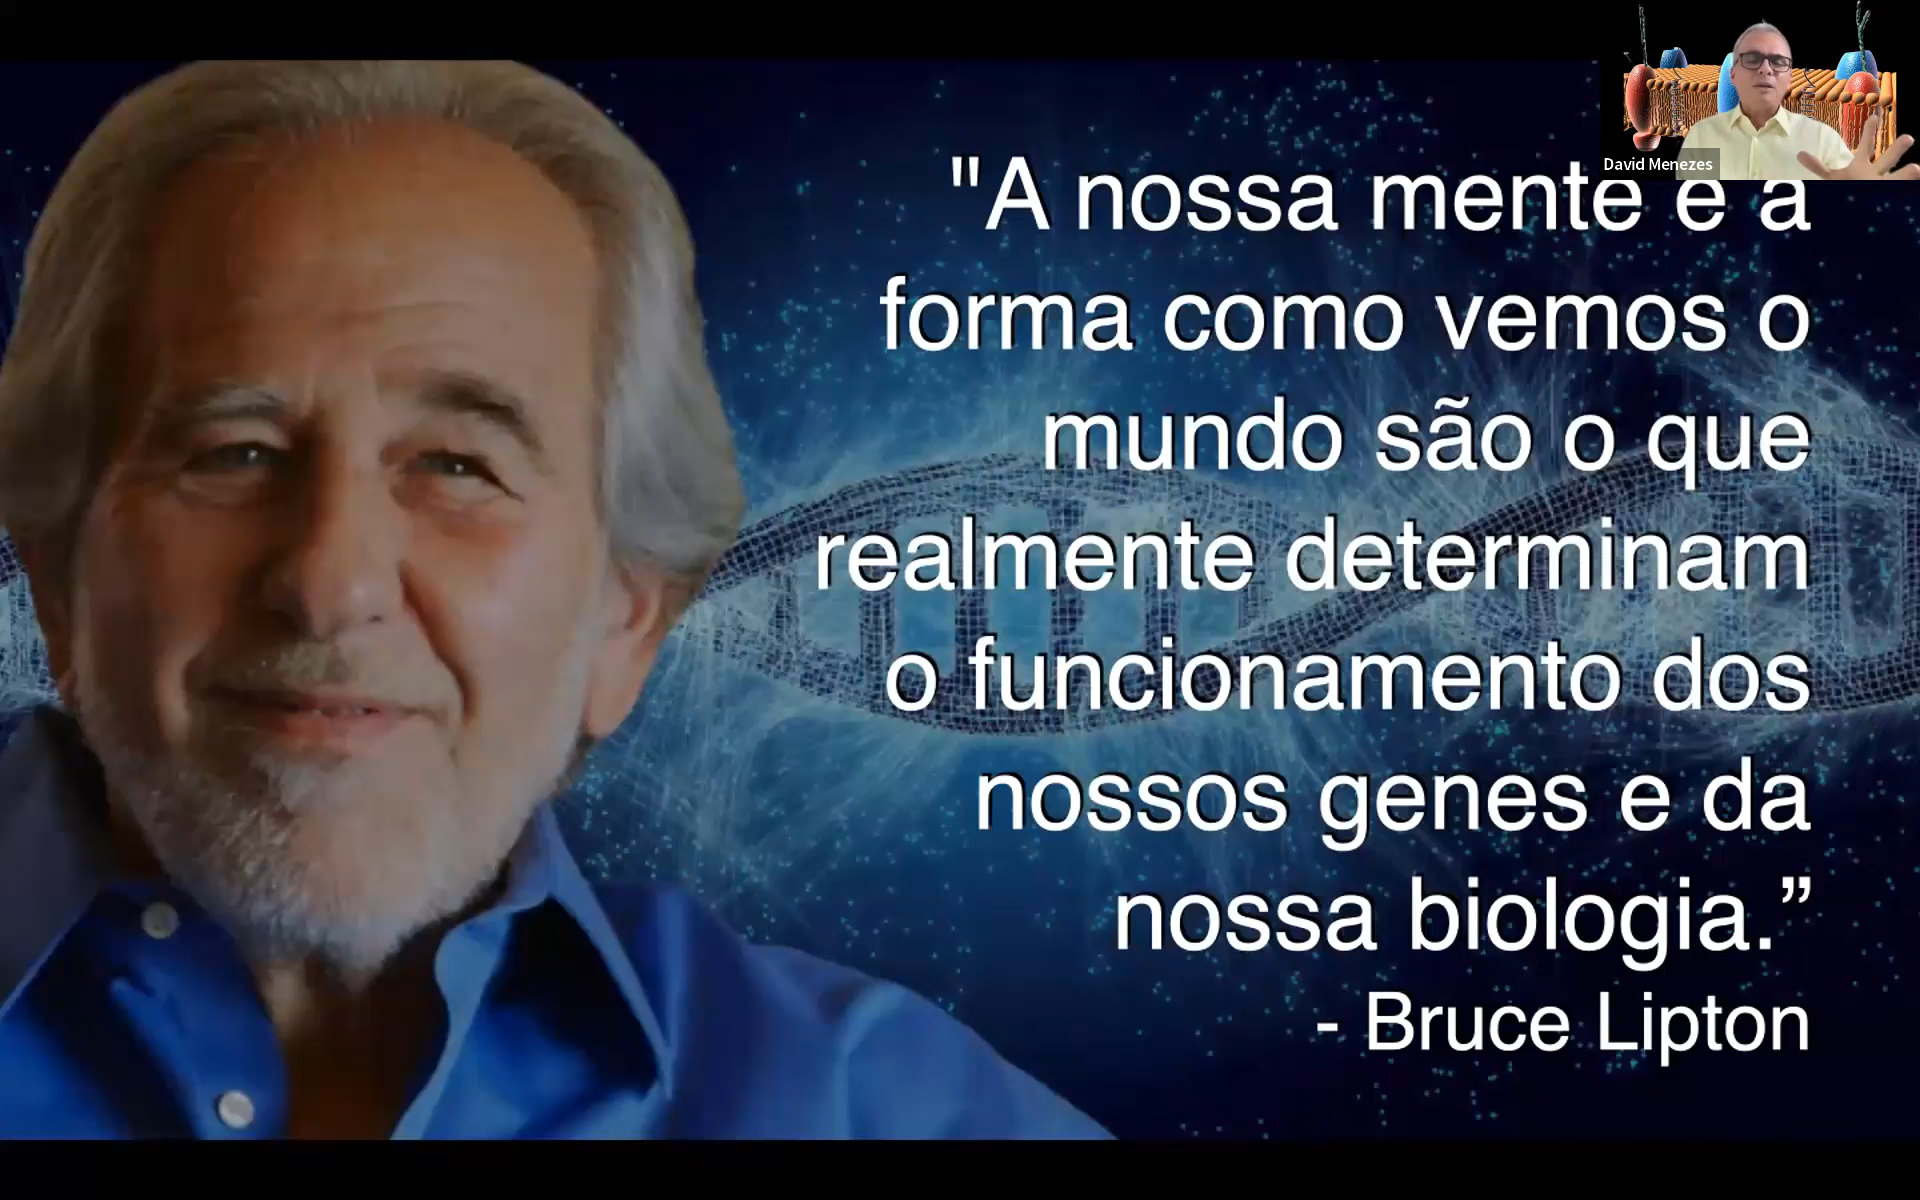 David Menezes
"A nossa mente e a
forma como vemos o
mundo são o que
realmente determinam
o funcionamento dos
nossos genes e da
nossa biologia.”
- Bruce Lipton